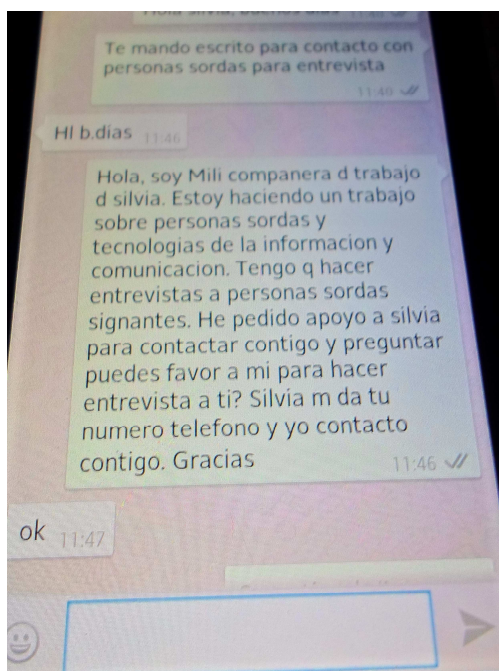 Te mando escrito para contacto con
personas sordas para entrevista
11:46
HI b.dias 11:46
Hola, soy Mili companera d trabajo
d silvia. Estoy haciendo un trabajo
sobre personas sordas y
tecnologias de la informacion y
comunicacion. Tengo q hacer
entrevistas a personas sordas
signantes. He pedido apoyo a silvia
para contactar contigo y preguntar
puedes favor a mi para hacer
entrevista a ti? Silvia m da tu
numero telefono y yo contacto
contigo. Gracias 11:46
ok 11:47